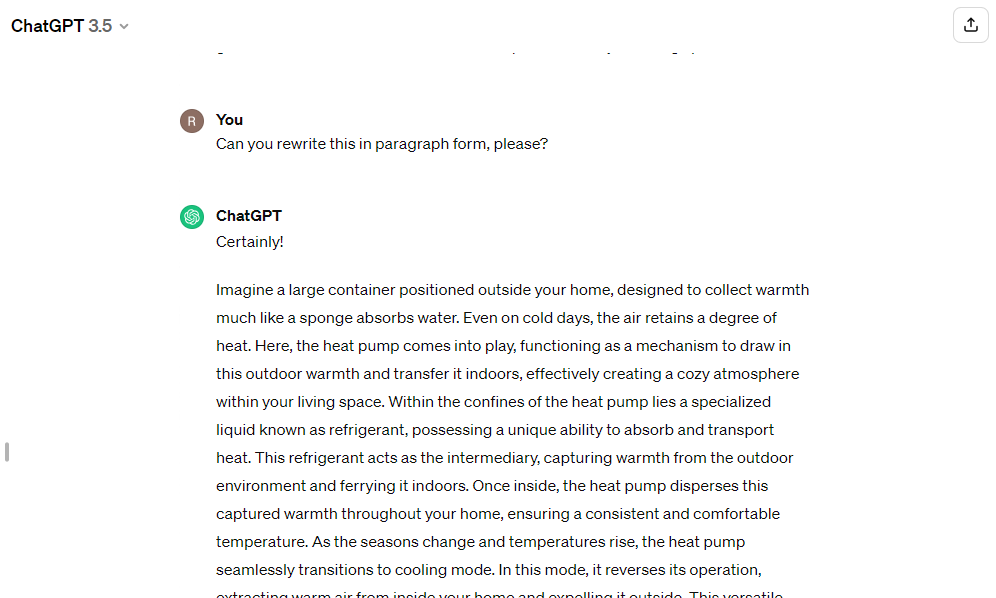 ChatGPT 3.5
R
You
Can you rewrite this in paragraph form, please?
ChatGPT
Certainly!
Imagine a large container positioned outside your home, designed to collect warmth
much like a sponge absorbs water. Even on cold days, the air retains a degree of
heat. Here, the heat pump comes into play, functioning as a mechanism to draw in
this outdoor warmth and transfer it indoors, effectively creating a cozy atmosphere
within your living space. Within the confines of the heat pump lies a specialized
liquid known as refrigerant, possessing a unique ability to absorb and transport
heat. This refrigerant acts as the intermediary, capturing warmth from the outdoor
environment and ferrying it indoors. Once inside, the heat pump disperses this
captured warmth throughout your home, ensuring a consistent and comfortable
temperature. As the seasons change and temperatures rise, the heat pump
seamlessly transitions to cooling mode. In this mode, it reverses its operation,
extracting warm air from inside your home and expelling it outside. This versatile